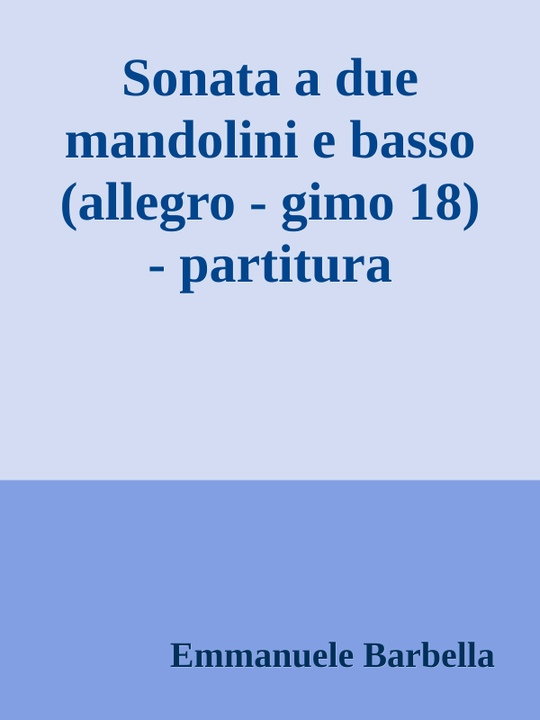 Sonata a due
mandolini e basso
(allegro - gimo 18)
- partitura
Emmanuele Barbella